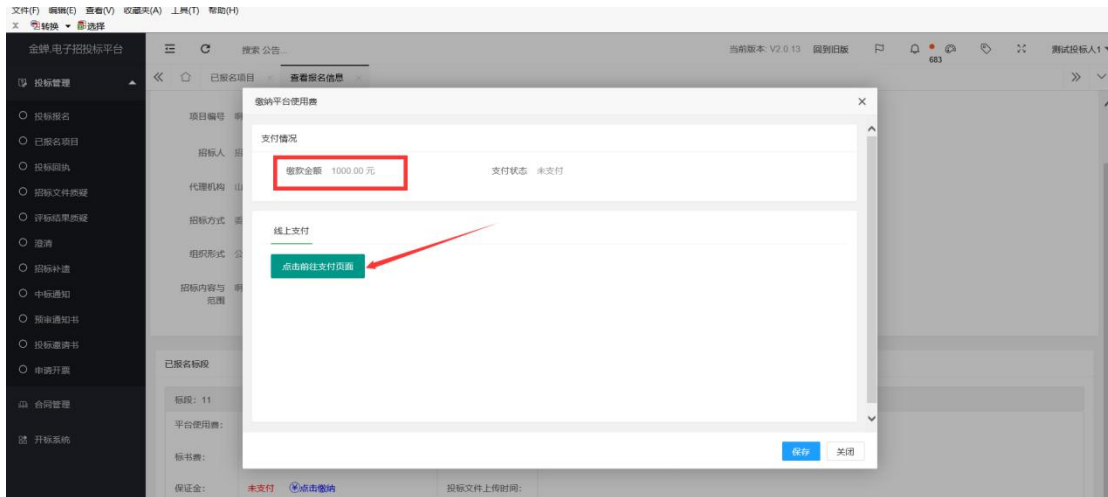 文件(F) 编辑(E) 查看(V) 收藏夹(A) 工具(T) 帮助(H)
x 转换 ▼ 选择
金蝉.电子招投标平台 搜索 公告... 当前版本: V2.0.13 回到旧版 683 测试投标人1
投标管理 已报名项目 × 查看报名信息 ×
缴纳平台使用费 ×
投标报名 项目编号
支付情况
已报名项目 招标人
缴款金额 1000.00 元 支付状态 未支付
投标回执
招标文件质疑 代理机构 山
评标结果质疑 招标方式
线上支付
澄清 组织形式 公
点击前往支付页面
招标补遗
中标通知 招标内容与范围
预审通知书
投标邀请书
申请开票 已报名标段
合同管理 标段: 11
平台使用费:
开标系统 标书费:
保存 关闭
保证金: 未支付 点击缴纳 投标文件上传时间: